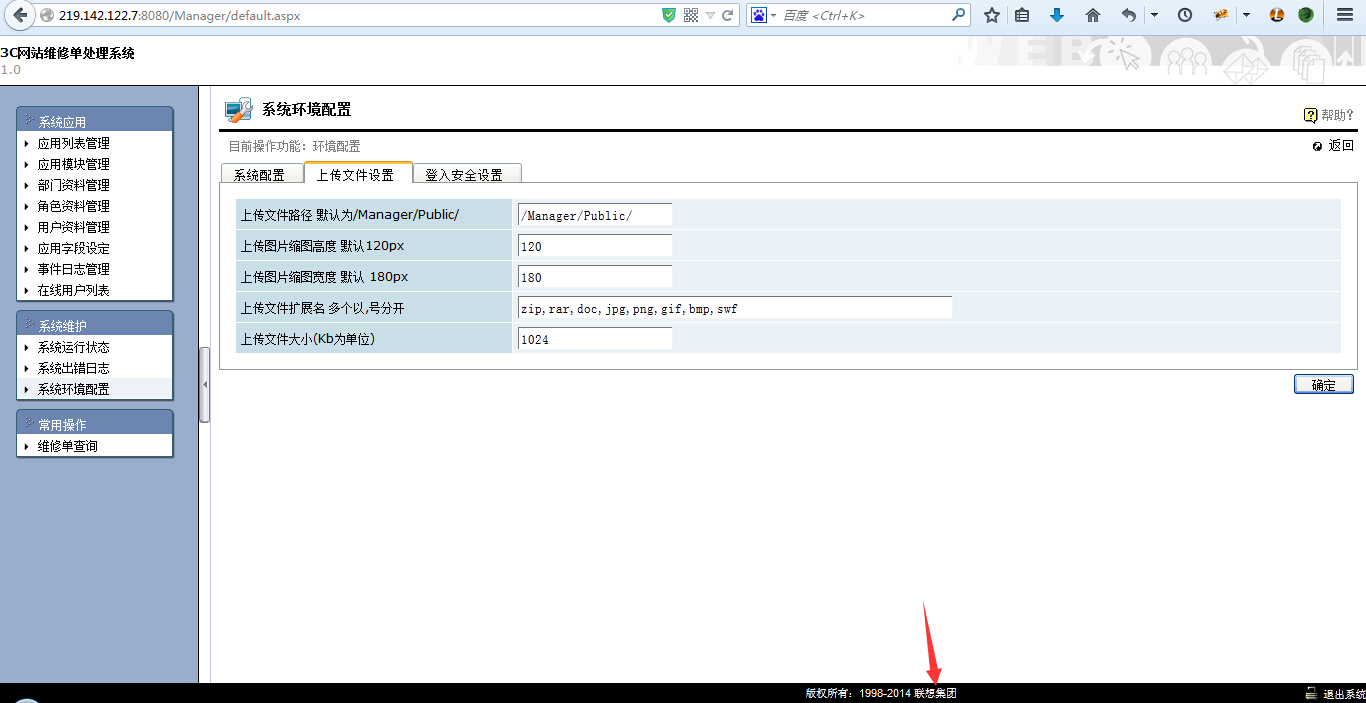 219.142.122.7:8080/Manager/default.aspx
百度 <Ctrl+K>
3C网站维修单处理系统
1.0
系统应用
应用列表管理
应用模块管理
部门资料管理
角色资料管理
用户资料管理
应用字段设定
事件日志管理
在线用户列表
系统维护
系统运行状态
系统出错日志
系统环境配置
常用操作
维修单查询
系统环境配置
帮助?
目前操作功能: 环境配置
返回
系统配置
上传文件设置
登入安全设置
上传文件路径 默认为/Manager/Public/
/Manager/Public/
上传图片缩图高度 默认120px
120
上传图片缩图宽度 默认 180px
180
上传文件扩展名 多个以,号分开
zip,rar,doc,jpg,png,gif,bmp,swf
上传文件大小(Kb为单位)
1024
确定
版权所有: 1998-2014 联想集团
退出系统